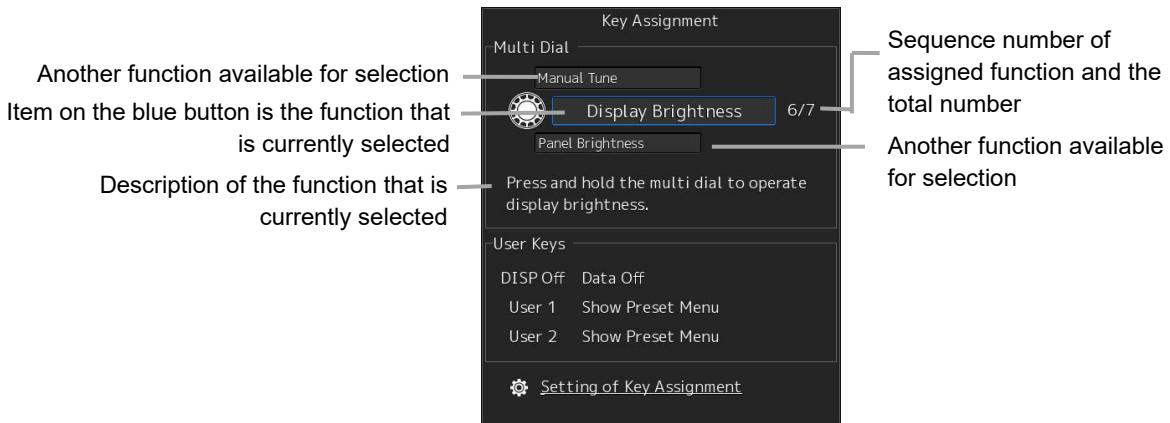 Another function available for selection
Item on the blue button is the function that
is currently selected
Description of the function that is
currently selected
Key Assignment
Multi Dial
Manual Tune
Display Brightness 6/7
Panel Brightness
Press and hold the multi dial to operate
display brightness.
User Keys
DISP Off Data Off
User 1 Show Preset Menu
User 2 Show Preset Menu
Setting of Key Assignment
Sequence number of
assigned function and the
total number
Another function available
for selection